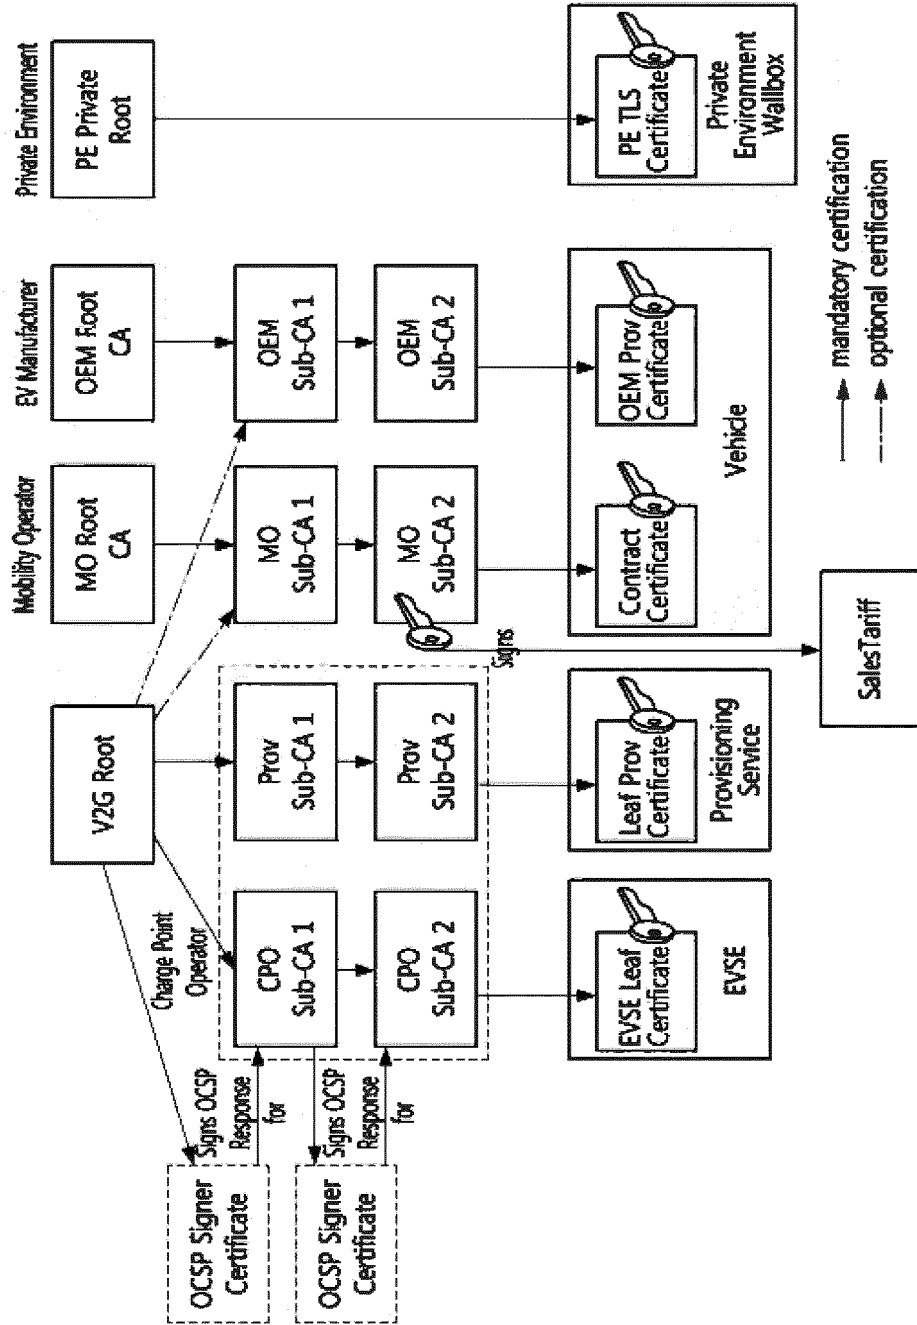 Mobility Operator
EV Manufacturer
Private Environment
V2G Root
MO Root
CA
OEM Root
CA
PE Private
Root
Charge Point
Operator
OCSP Signer
Certificate
Signs OCSP
Response
for
CPO
Sub-CA 1
Prov
Sub-CA 1
MO
Sub-CA 1
OEM
Sub-CA 1
OCSP Signer
Certificate
Signs OCSP
Response
for
CPO
Sub-CA 2
Prov
Sub-CA 2
MO
Sub-CA 2
OEM
Sub-CA 2
Signs
EVSE Leaf
Certificate
EVSE
Leaf Prov
Certificate
Provisioning
Service
Contract
Certificate
OEM Prov
Certificate
Vehicle
PE TLS
Certificate
Private
Environment
Wallbox
SalesTariff
mandatory certification
optional certification